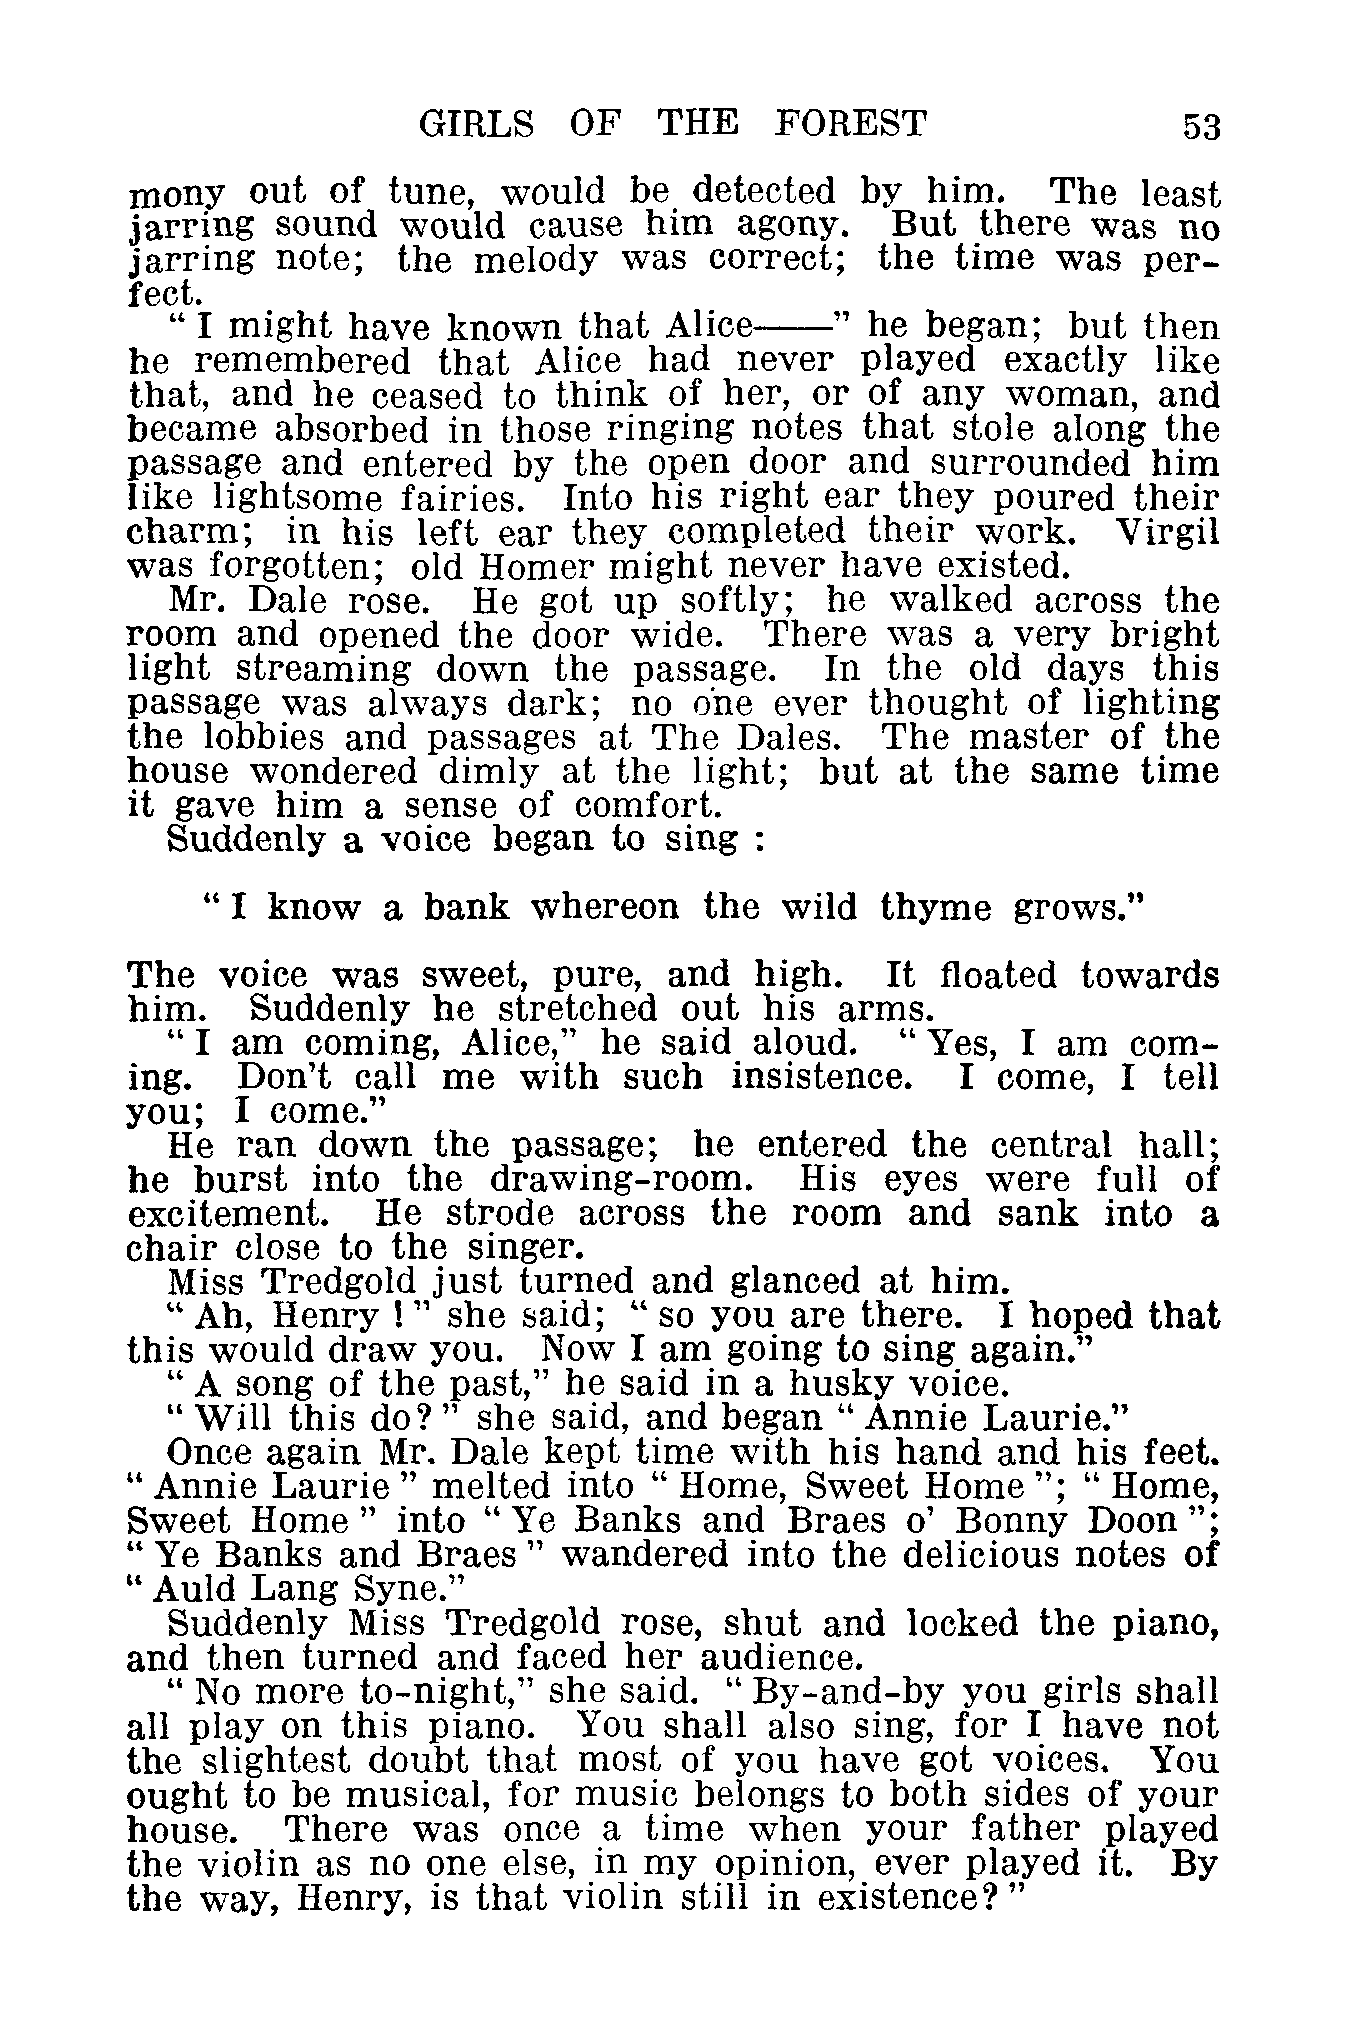 GIRLS OF THE FOREST 53
mony out of tune, would be detected by him. The least
jarring sound would cause him agony. But there was no
jarring note; the melody was correct; the time was per-
fect.
“ I might have known that Alice——” he began; but then
he remembered that Alice had never played exactly like
that, and he ceased to think of her, or of any woman, and
became absorbed in those ringing notes that stole along the
passage and entered by the open door and surrounded him
like lightsome fairies. Into his right ear they poured their
charm; in his left ear they completed their work. Virgil
was forgotten; old Homer might never have existed.
Mr. Dale rose. He got up softly; he walked across the
room and opened the door wide. There was a very bright
light streaming down the passage. In the old days this
passage was always dark; no one ever thought of lighting
the lobbies and passages at The Dales. The master of the
house wondered dimly at the light; but at the same time
it gave him a sense of comfort.
Suddenly a voice began to sing :
“ I know a bank whereon the wild thyme grows.”
The voice was sweet, pure, and high. It floated towards
him. Suddenly he stretched out his arms.
“ I am coming, Alice,” he said aloud. “ Yes, I am com-
ing. Don’t call me with such insistence. I come, I tell
you; I come.”
He ran down the passage; he entered the central hall;
he burst into the drawing-room. His eyes were full of
excitement. He strode across the room and sank into a
chair close to the singer.
Miss Tredgold just turned and glanced at him.
“ Ah, Henry ! ” she said; “ so you are there. I hoped that
this would draw you. Now I am going to sing again.”
“ A song of the past,” he said in a husky voice.
“ Will this do? ” she said, and began “ Annie Laurie.”
Once again Mr. Dale kept time with his hand and his feet.
“ Annie Laurie ” melted into “ Home, Sweet Home ”; “ Home,
Sweet Home ” into “ Ye Banks and Braes o’ Bonny Doon ”;
“ Ye Banks and Braes ” wandered into the delicious notes of
“ Auld Lang Syne.”
Suddenly Miss Tredgold rose, shut and locked the piano,
and then turned and faced her audience.
“ No more to-night,” she said. “ By-and-by you girls shall
all play on this piano. You shall also sing, for I have not
the slightest doubt that most of you have got voices. You
ought to be musical, for music belongs to both sides of your
house. There was once a time when your father played
the violin as no one else, in my opinion, ever played it. By
the way, Henry, is that violin still in existence? ”